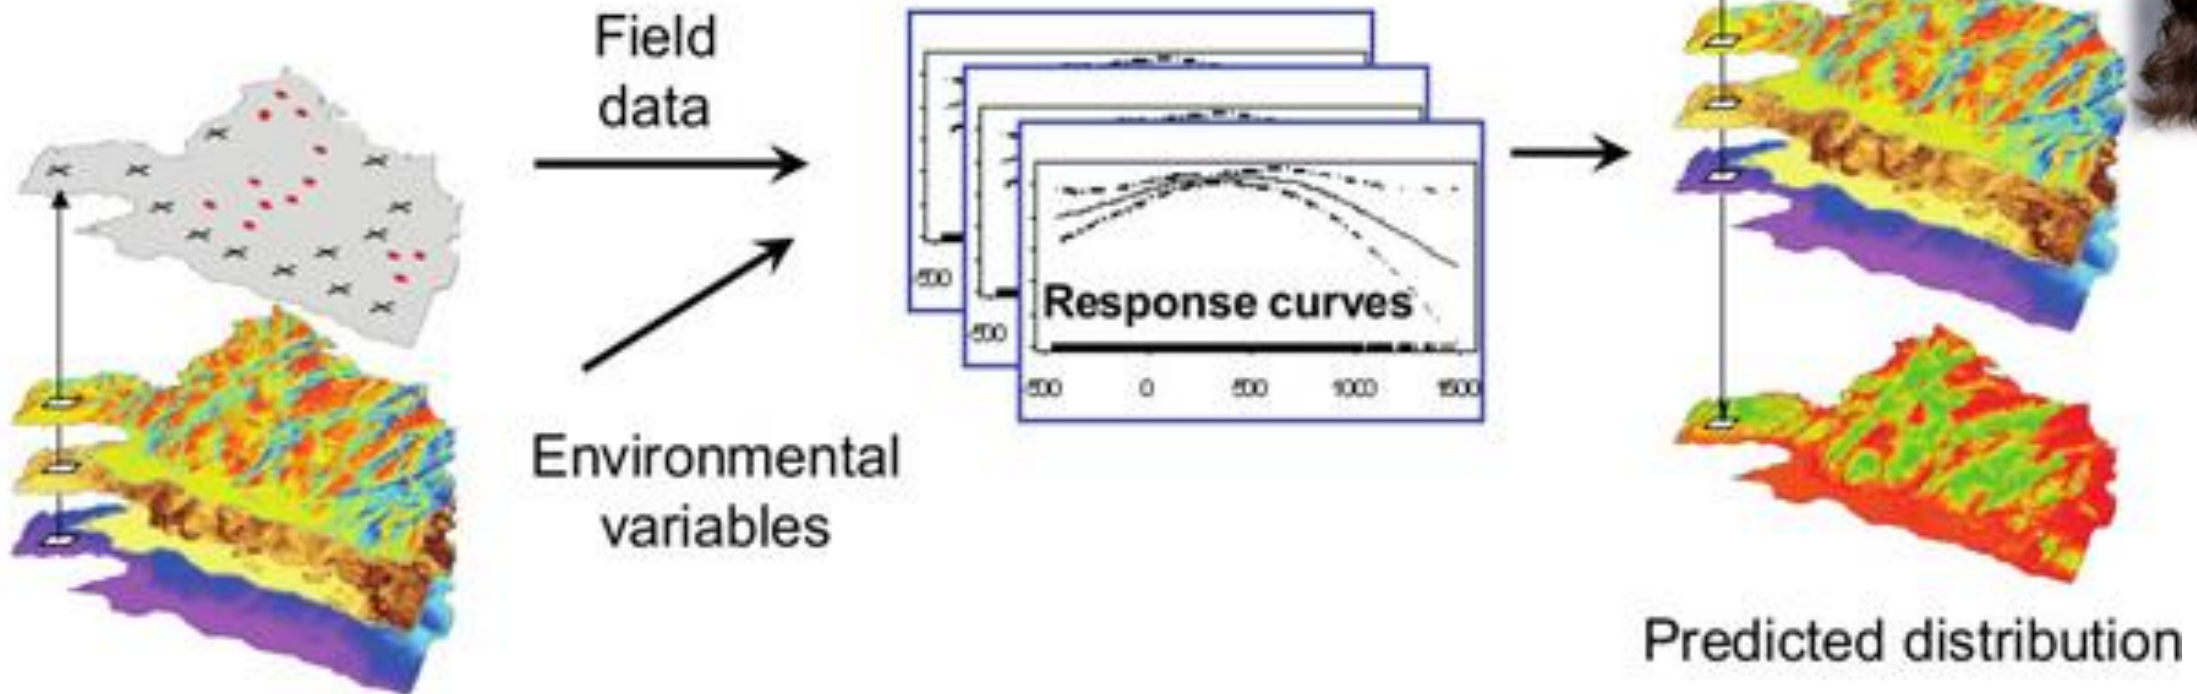 Field
data
Environmental
variables
-500
-500
Response curves
-500 0 500 1000 1500
Predicted distribution